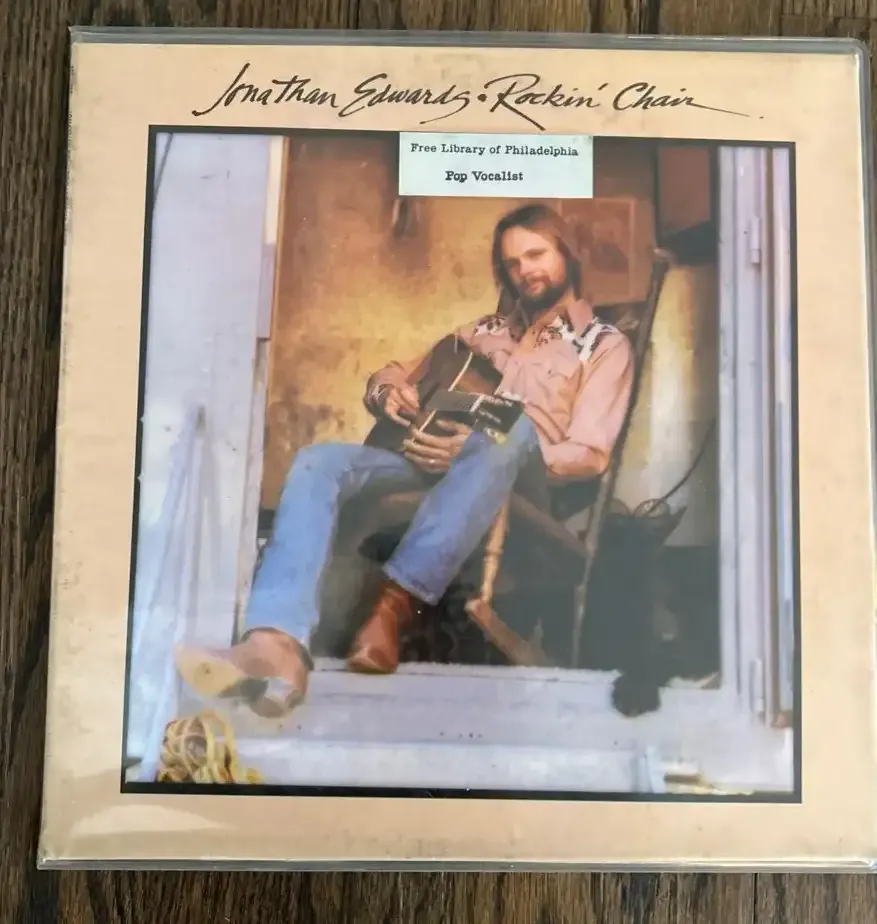 Jonathan Edwards • Rockin' Chair
Free Library of Philadelphia
Pop Vocalist